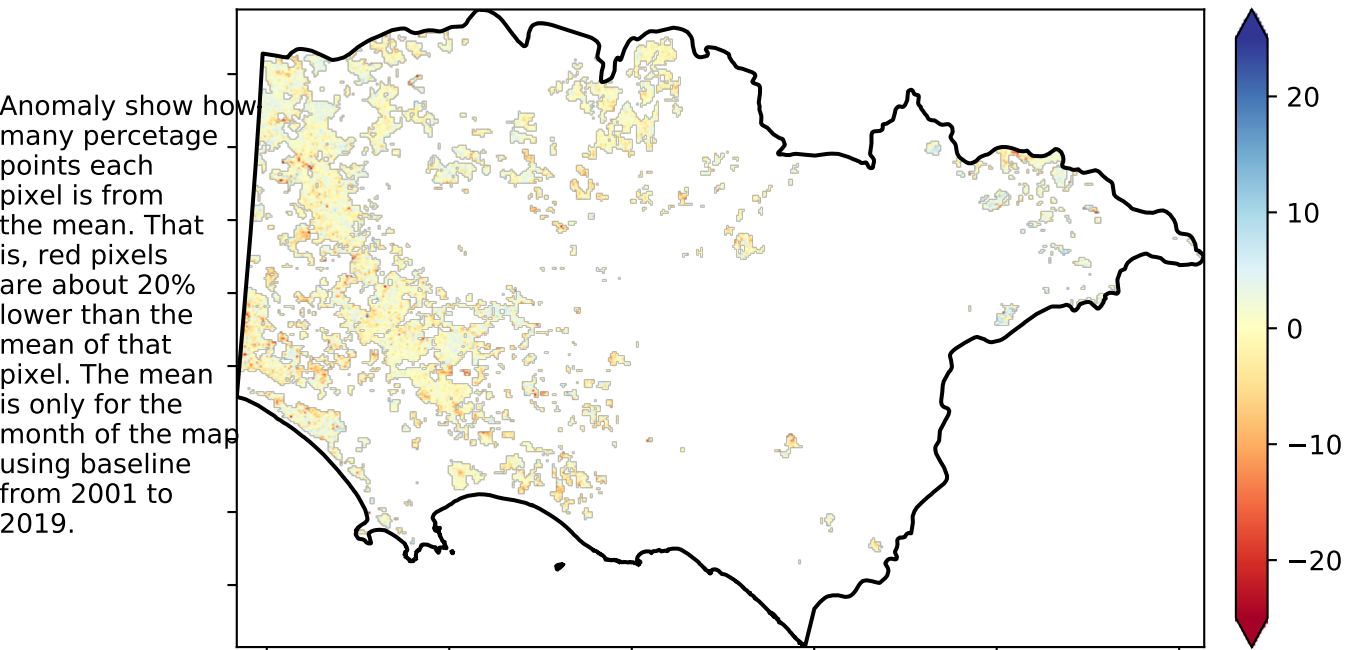 Anomaly show how
many percetage
points each
pixel is from
the mean. That
is, red pixels
are about 20%
lower than the
mean of that
pixel. The mean
is only for the
month of the map
using baseline
from 2001 to
2019.
20
10
0
−10
−20